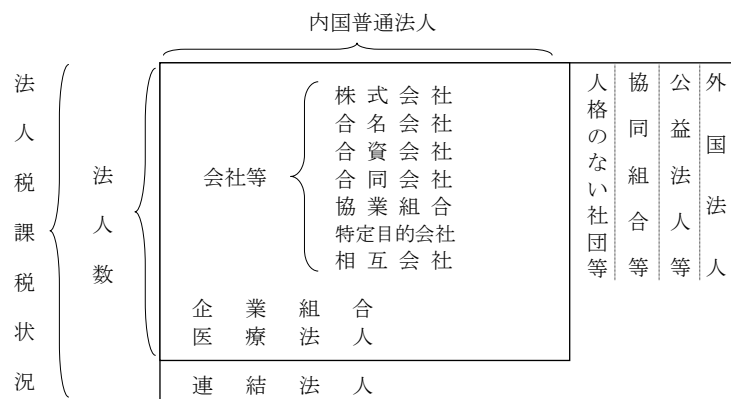 内国普通法人
法人税課税状況
法人数
会社等
株式会社
合名会社
合資会社
合同会社
協業組合
特定目的会社
相互会社
企業組合
医療法人
連結法人
人格のない社団等
協同組合等
公益法人等
外国法人